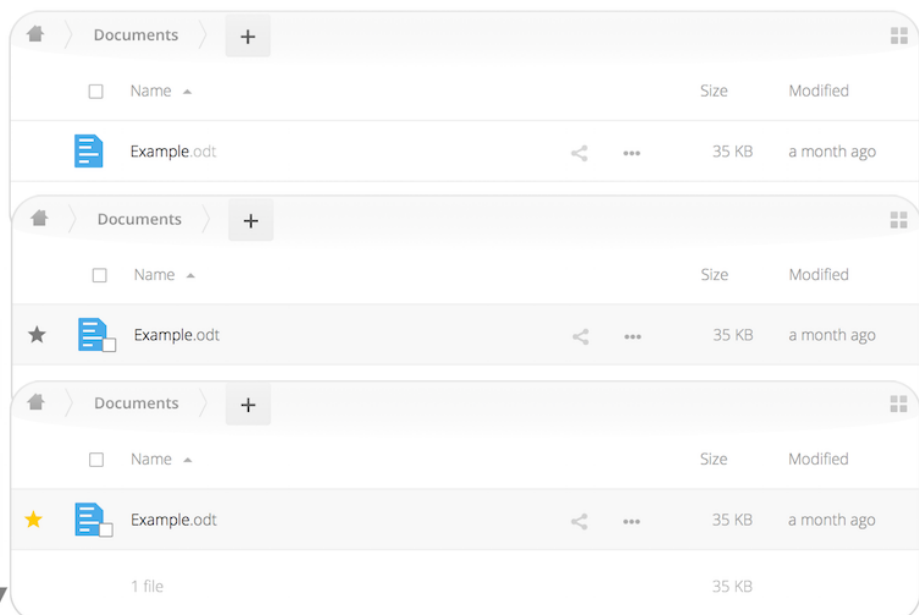 Documents +
Name Size Modified
Example.odt 35 KB a month ago
Documents +
Name Size Modified
Example.odt 35 KB a month ago
Documents +
Name Size Modified
Example.odt 35 KB a month ago
1 file 35 KB